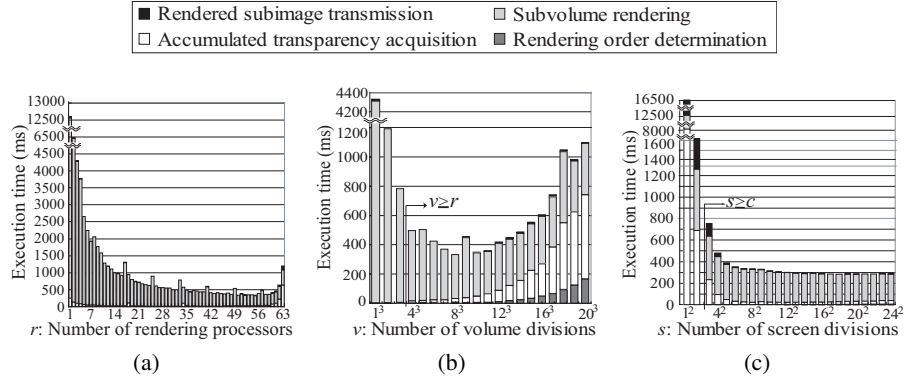 Rendered subimage transmission
Subvolume rendering
Accumulated transparency acquisition
Rendering order determination
Execution time (ms)
13000
12500
6500
4500
4000
3500
3000
2500
2000
1500
1000
500
1 7 14 21 28 35 42 49 56 63
r: Number of rendering processors
(a)
Execution time (ms)
4400
4200
1200
1000
800
600
400
200
0
v≥r
1³ 4³ 8³ 12³ 16³ 20³
v: Number of volume divisions
(b)
Execution time (ms)
16500
12500
8000
1600
1400
1200
1000
800
600
400
200
0
s≥c
1² 4² 8² 12² 16² 20² 24²
s: Number of screen divisions
(c)